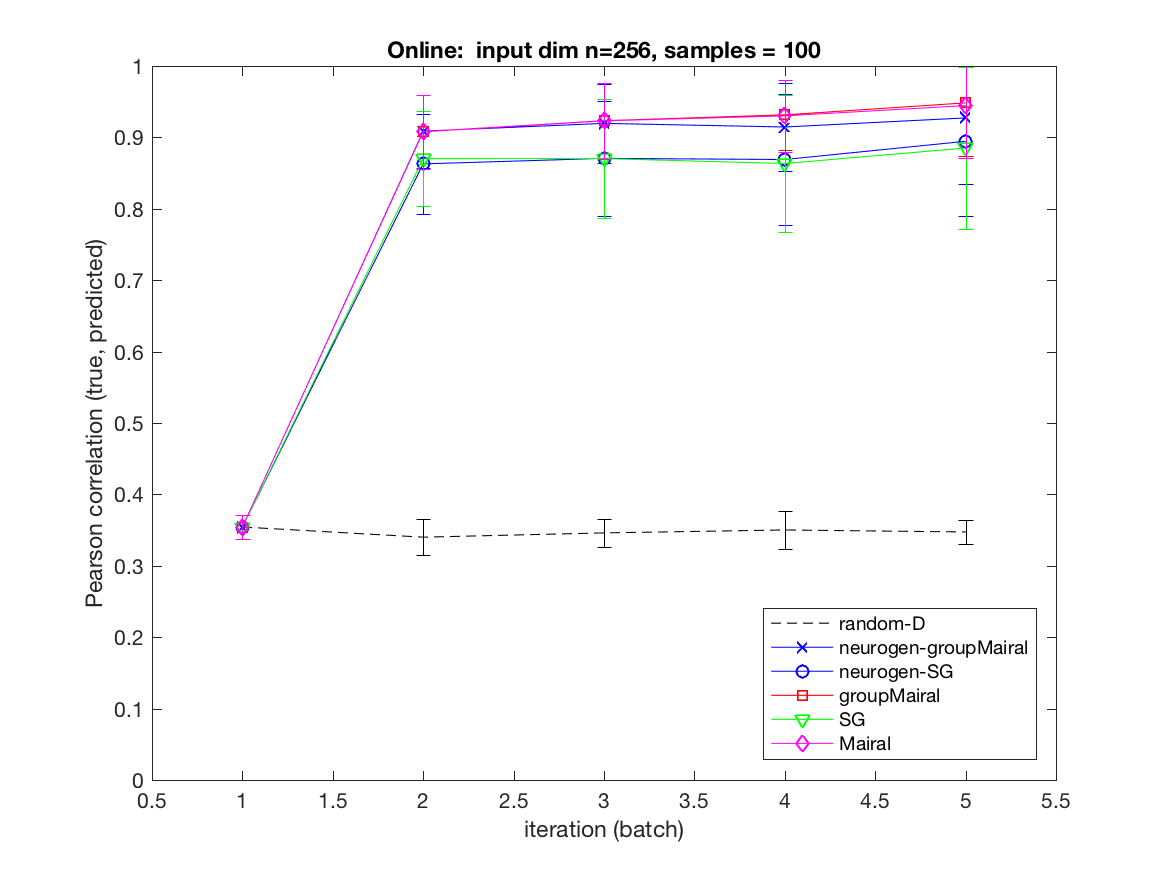 Online:  input dim n=256, samples = 100
1
0.9
0.8
0.7
0.6
0.5
0.4
0.3
0.2
0.1
0
Pearson correlation (true, predicted)
random-D
neurogen-groupMairal
neurogen-SG
groupMairal
SG
Mairal
0.5 1 1.5 2 2.5 3 3.5 4 4.5 5 5.5
iteration (batch)